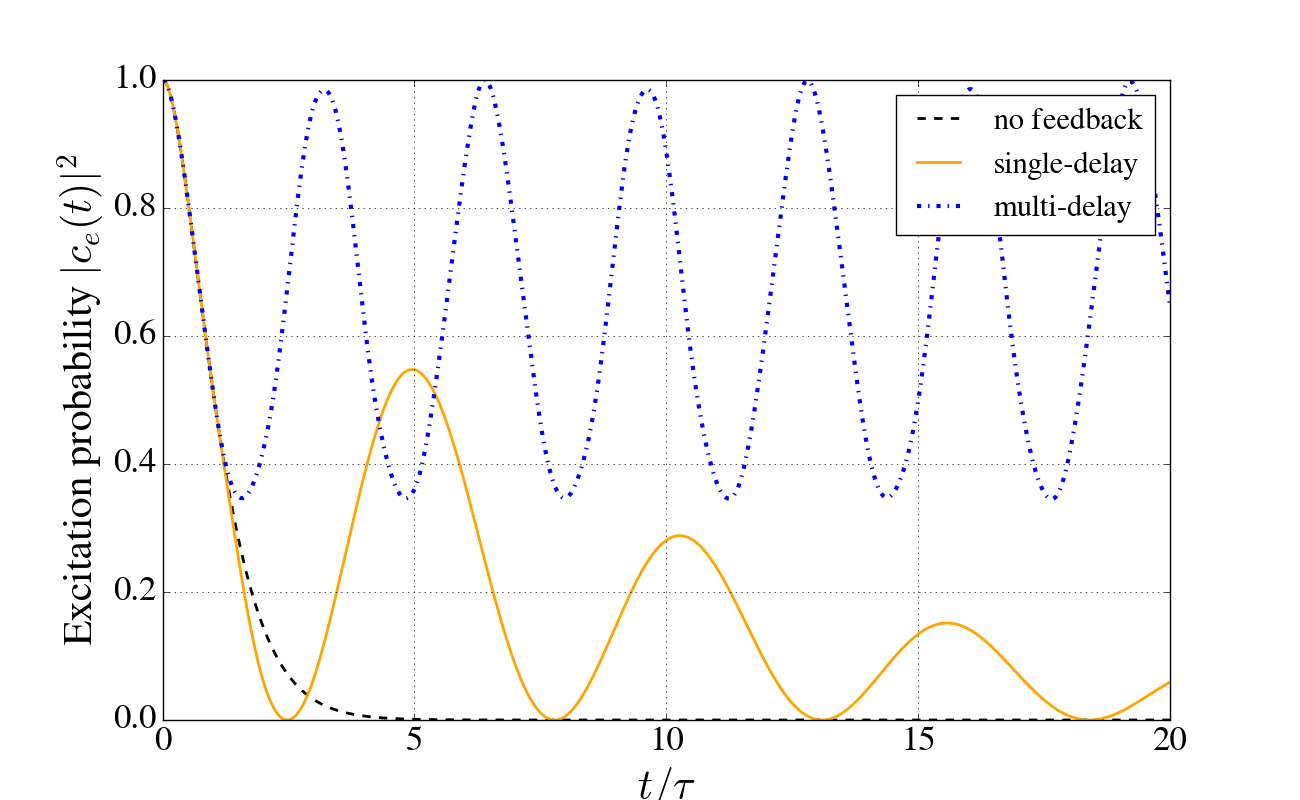 1.0
0.8
0.6
0.4
0.2
0.0
Excitation probability |c_e(t)|^2
no feedback
single-delay
multi-delay
0 5 10 15 20
t/τ